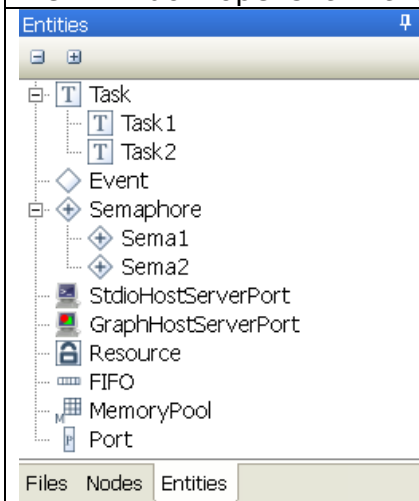 Entities
T Task
T Task1
T Task2
Event
Semaphore
Sema1
Sema2
StdioHostServerPort
GraphHostServerPort
Resource
FIFO
M MemoryPool
P Port
Files Nodes Entities